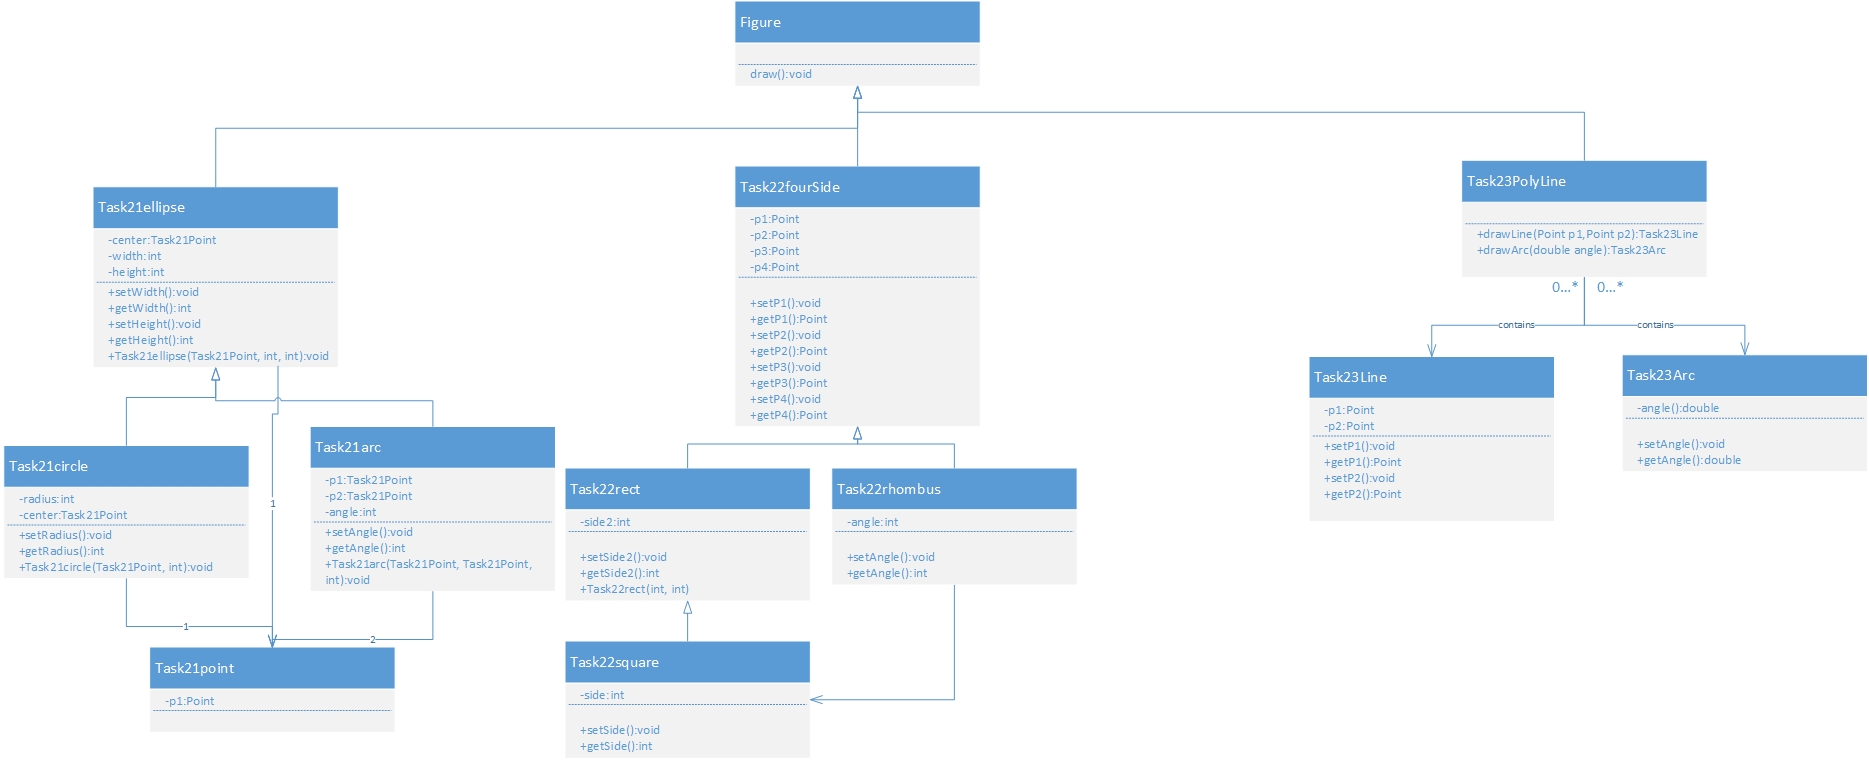 Figure
draw():void
Task21ellipse
-center:Task21Point
-width:int
-height:int
+setWidth():void
+getWidth():int
+setHeight():void
+getHeight():int
+Task21ellipse(Task21Point, int, int):void
Task22fourSide
-p1:Point
-p2:Point
-p3:Point
-p4:Point
+setP1():void
+getP1():Point
+setP2():void
+getP2():Point
+setP3():void
+getP3():Point
+setP4():void
+getP4():Point
Task23PolyLine
+drawLine(Point p1,Point p2):Task23Line
+drawArc(double angle):Task23Arc
0...* 0...*
contains contains
Task21circle
-radius:int
-center:Task21Point
+setRadius():void
+getRadius():int
+Task21circle(Task21Point, int):void
1
Task21arc
-p1:Task21Point
-p2:Task21Point
-angle:int
+setAngle():void
+getAngle():int
+Task21arc(Task21Point, Task21Point,
int):void
1
2
Task21point
-p1:Point
Task22rect
-side2:int
+setSide2():void
+getSide2():int
+Task22rect(int, int)
Task22rhombus
-angle:int
+setAngle():void
+getAngle():int
Task22square
-side:int
+setSide():void
+getSide():int
Task23Line
-p1:Point
-p2:Point
+setP1():void
+getP1():Point
+setP2():void
+getP2():Point
Task23Arc
-angle():double
+setAngle():void
+getAngle():double